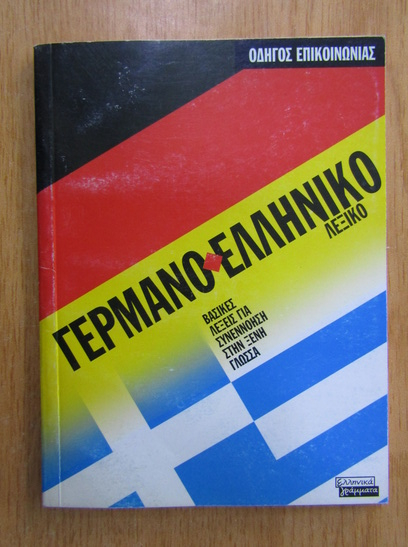 ΟΔΗΓΟΣ ΕΠΙΚΟΙΝΩΝΙΑΣ
ΓΕΡΜΑΝΟ ΕΛΛΗΝΙΚΟ
ΛΕΞΙΚΟ
ΒΑΣΙΚΕΣ
ΛΕΞΕΙΣ ΓΙΑ
ΣΥΝΕΝΝΟΗΣΗ
ΣΤΗΝ ΞΕΝΗ
ΓΛΩΣΣΑ
ελληνικά
γράμματα